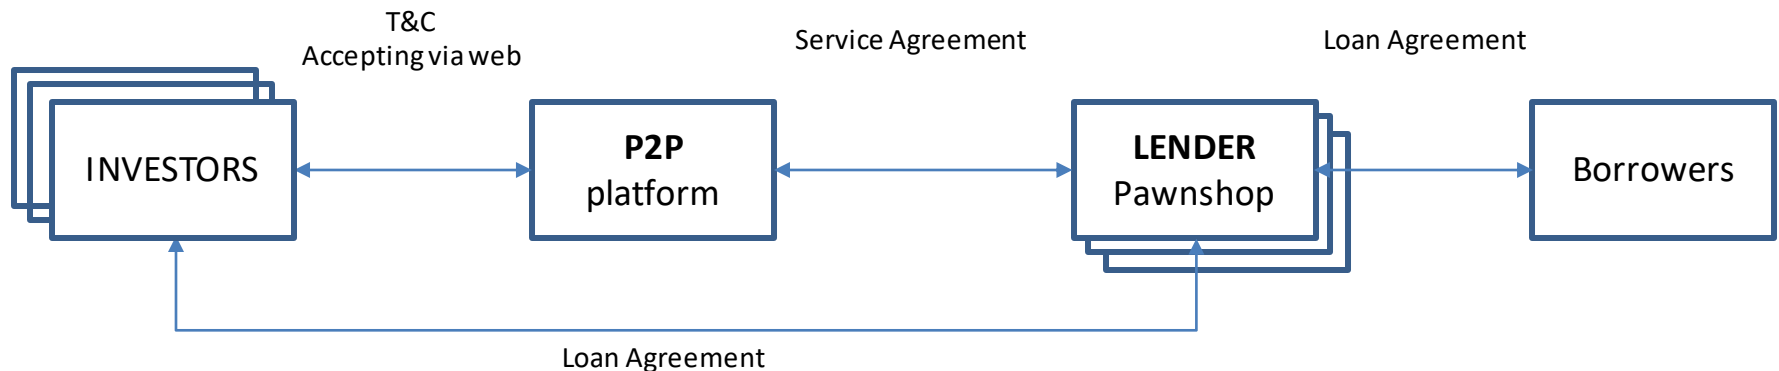 T&C
Accepting via web
Service Agreement
Loan Agreement
INVESTORS
P2P
platform
LENDER
Pawnshop
Borrowers
Loan Agreement